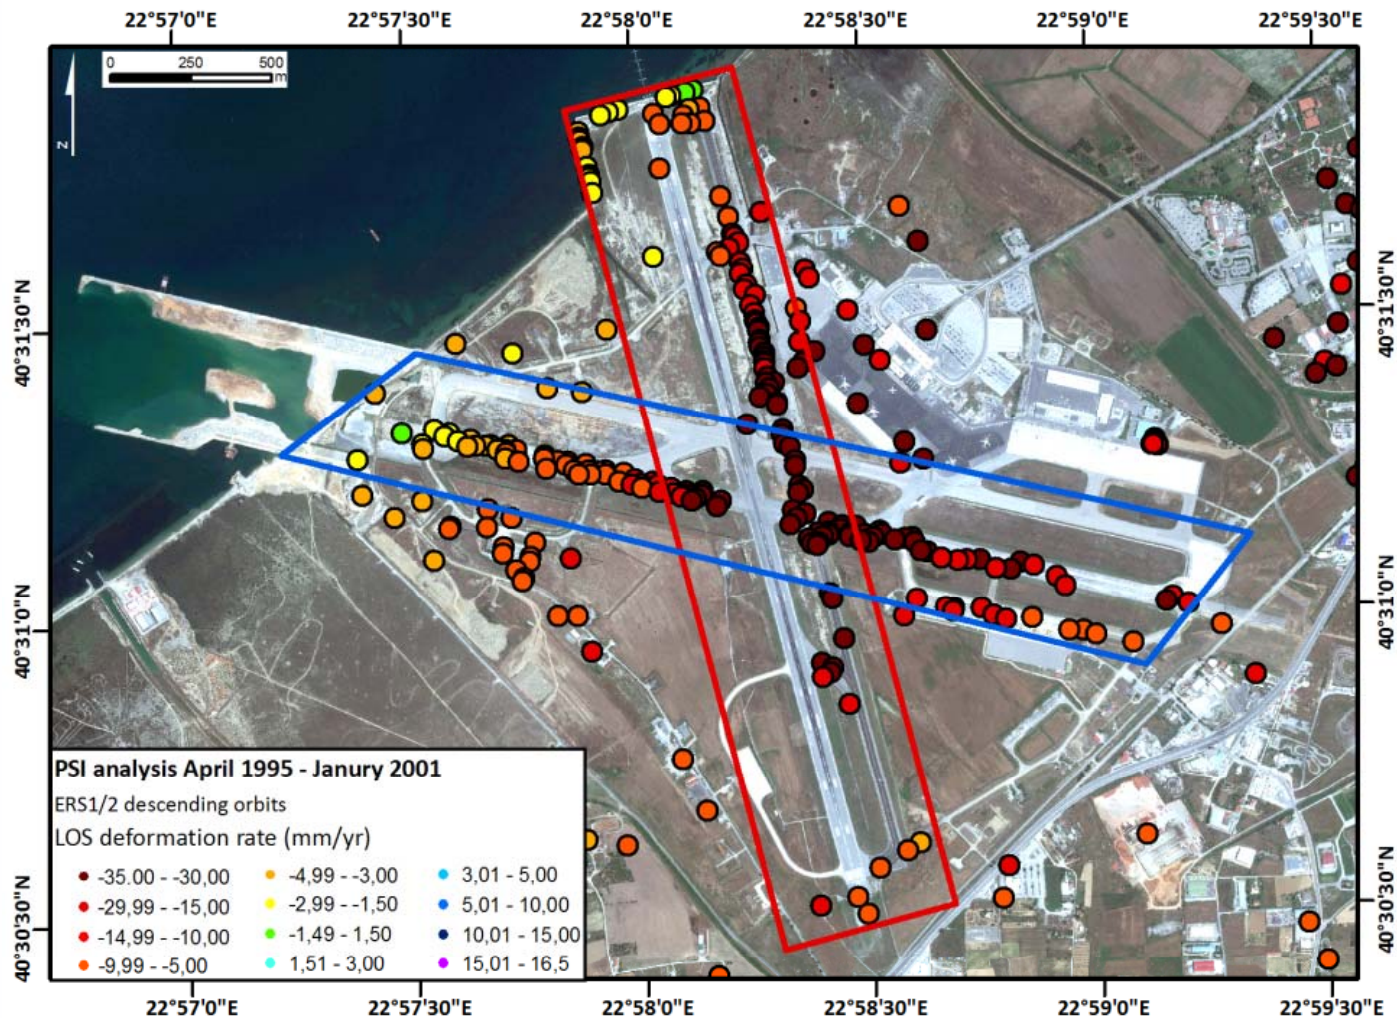 22°57'0"E 22°57'30"E 22°58'0"E 22°58'30"E 22°59'0"E 22°59'30"E
0 250 500
m
N
40°31'30"N 40°31'30"N
40°31'0"N 40°31'0"N
40°30'30"N 40°30'30"N
PSI analysis April 1995 - Janury 2001
ERS1/2 descending orbits
LOS deformation rate (mm/yr)
-35.00 - -30,00 -4,99 - -3,00 3,01 - 5,00
-29,99 - -15,00 -2,99 - -1,50 5,01 - 10,00
-14,99 - -10,00 -1,49 - 1,50 10,01 - 15,00
-9,99 - -5,00 1,51 - 3,00 15,01 - 16,5
22°57'0"E 22°57'30"E 22°58'0"E 22°58'30"E 22°59'0"E 22°59'30"E